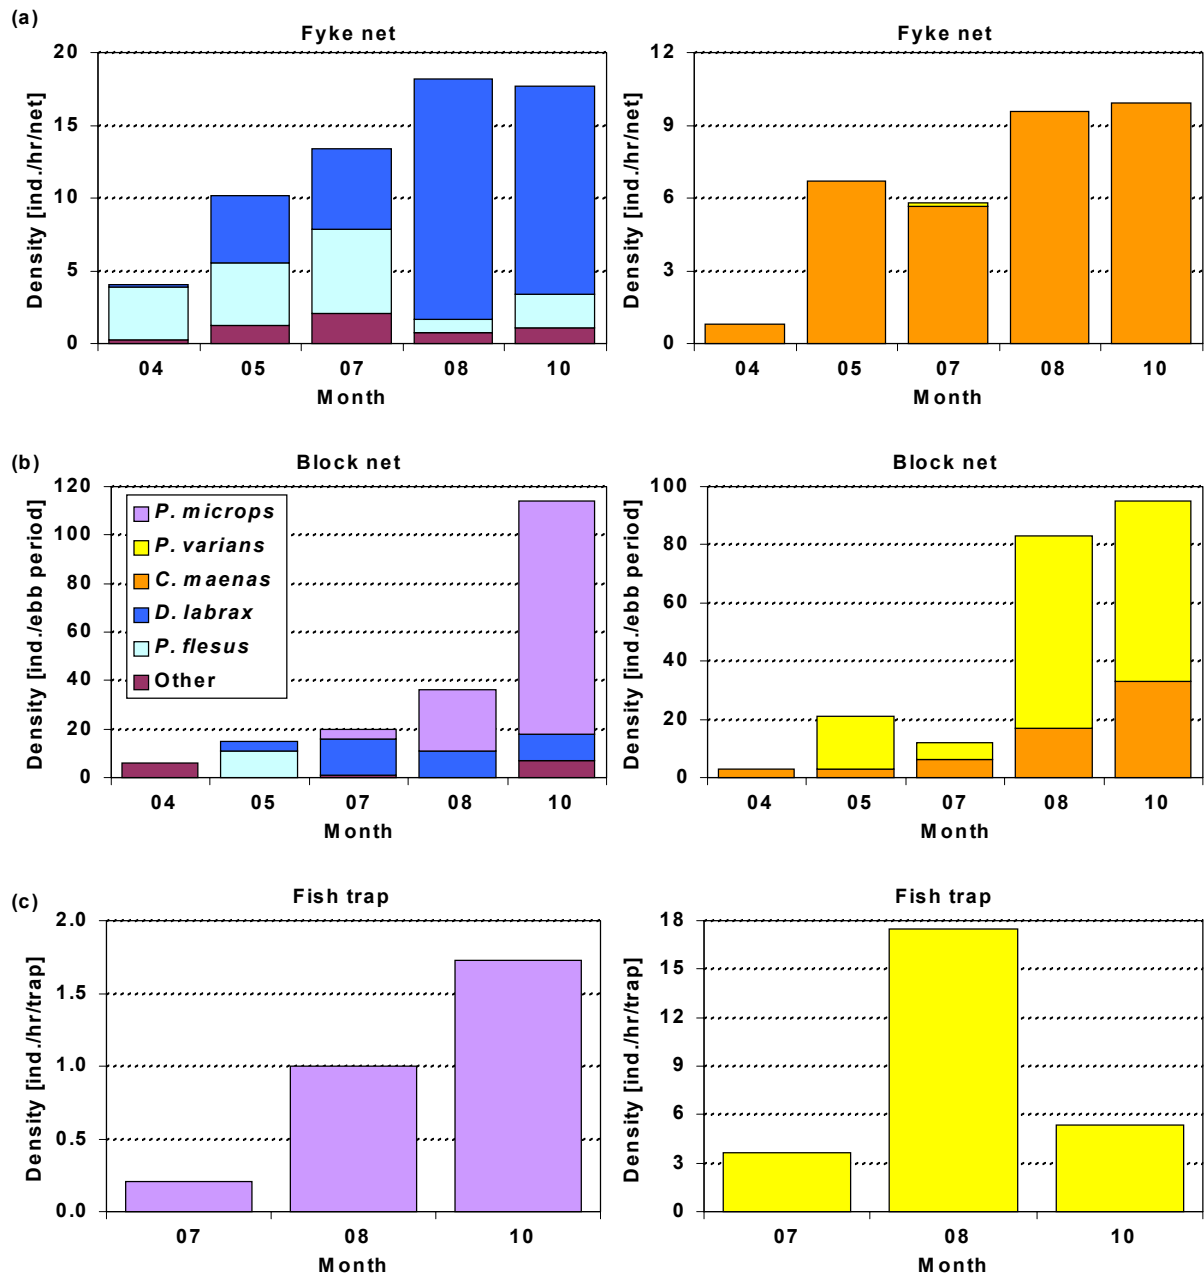 (a)
Fyke net
Density [ind./hr/net]
20
15
10
5
0
04 05 07 08 10
Month
Fyke net
Density [ind./hr/net]
12
9
6
3
0
04 05 07 08 10
Month
(b)
Block net
Density [ind./ebb period]
120
100
80
60
40
20
0
P. microps
P. varians
C. maenas
D. labrax
P. flesus
Other
04 05 07 08 10
Month
Block net
Density [ind./ebb period]
100
80
60
40
20
0
04 05 07 08 10
Month
(c)
Fish trap
Density [ind./hr/trap]
2.0
1.5
1.0
0.5
0.0
07 08 10
Month
Fish trap
Density [ind./hr/trap]
18
15
12
9
6
3
0
07 08 10
Month